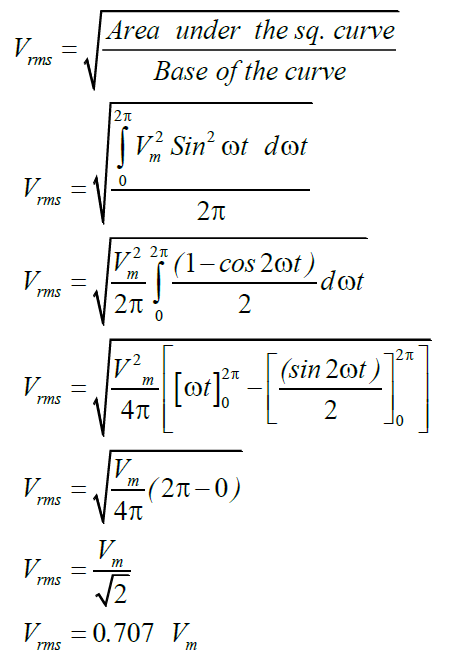 V_rms = √(Area under the sq. curve / Base of the curve)
V_rms = √(∫₀^2π V_m² Sin² ωt dωt / 2π)
V_rms = √(V_m²/2π ∫₀^2π (1–cos 2ωt)/2 dωt)
V_rms = √(V²_m/4π [[ωt]₀^2π – [(sin 2ωt)/2]₀^2π])
V_rms = √(V_m/4π (2π–0))
V_rms = V_m/√2
V_rms = 0.707 V_m